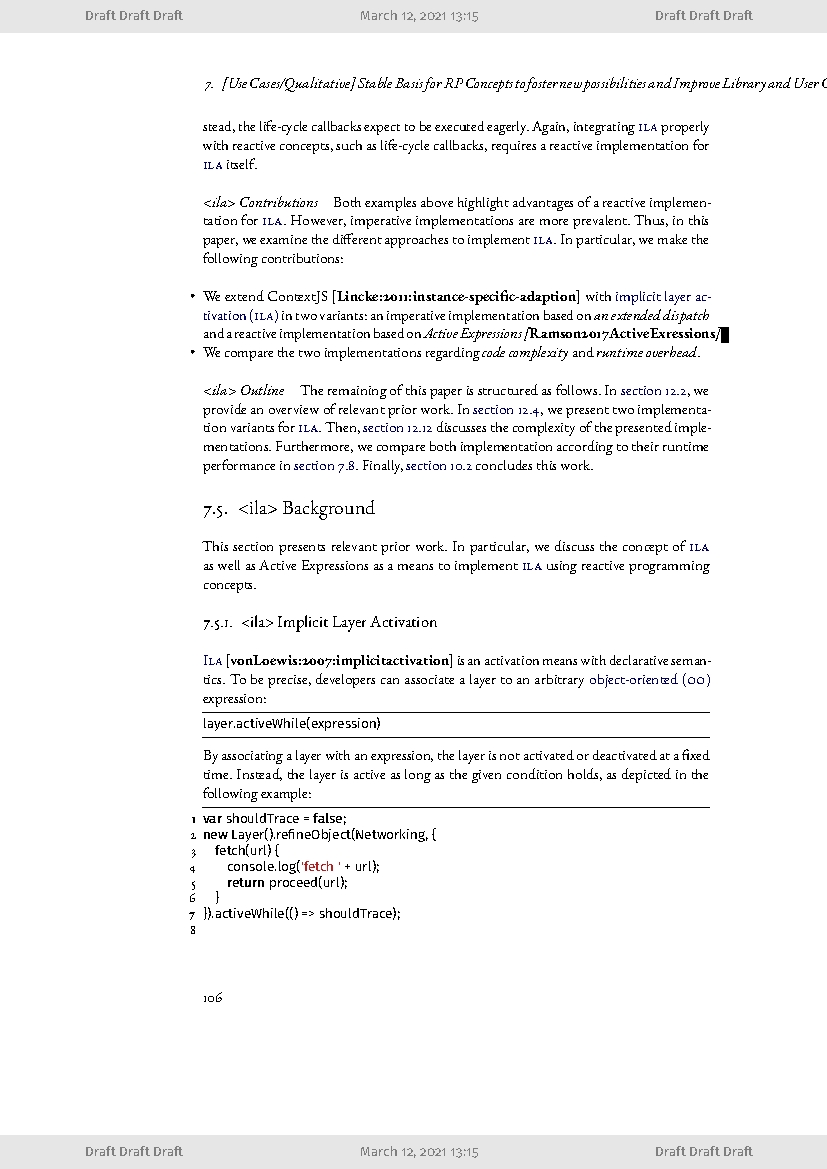 Draft Draft Draft March 12, 2021 13:15 Draft Draft Draft
7. [Use Cases/Qualitative] Stable Basis for RP Concepts to foster new possibilities and Improve Library and User
stead, the life-cycle callbacks expect to be executed eagerly. Again, integrating ILA properly
with reactive concepts, such as life-cycle callbacks, requires a reactive implementation for
ILA itself.
<ila> Contributions Both examples above highlight advantages of a reactive implemen-
tation for ILA. However, imperative implementations are more prevalent. Thus, in this
paper, we examine the different approaches to implement ILA. In particular, we make the
following contributions:
• We extend ContextJS [Lincke:2011:instance-specific-adaption] with implicit layer ac-
tivation (ILA) in two variants: an imperative implementation based on an extended dispatch
and a reactive implementation based on Active Expressions [Ramson2017ActiveExressions]
• We compare the two implementations regarding code complexity and runtime overhead.
<ila> Outline The remaining of this paper is structured as follows. In section 12.2, we
provide an overview of relevant prior work. In section 12.4, we present two implementa-
tion variants for ILA. Then, section 12.12 discusses the complexity of the presented imple-
mentations. Furthermore, we compare both implementation according to their runtime
performance in section 7.8. Finally, section 10.2 concludes this work.
7.5. <ila> Background
This section presents relevant prior work. In particular, we discuss the concept of ILA
as well as Active Expressions as a means to implement ILA using reactive programming
concepts.
7.5.1. <ila> Implicit Layer Activation
ILA [vonLoewis:2007:implicitactivation] is an activation means with declarative seman-
tics. To be precise, developers can associate a layer to an arbitrary object-oriented (OO)
expression:
layer.activeWhile(expression)
By associating a layer with an expression, the layer is not activated or deactivated at a fixed
time. Instead, the layer is active as long as the given condition holds, as depicted in the
following example:
1 var shouldTrace = false;
2 new Layer().refineObject(Networking, {
3 fetch(url) {
4 console.log('fetch ' + url);
5 return proceed(url);
6 }
7 }).activeWhile(() => shouldTrace);
8
106
Draft Draft Draft March 12, 2021 13:15 Draft Draft Draft